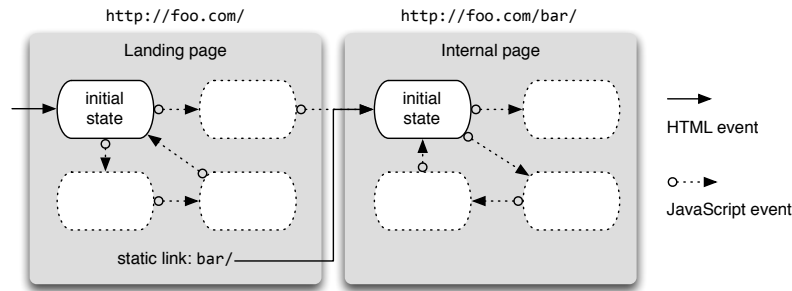 http://foo.com/
http://foo.com/bar/
Landing page
Internal page
initial
state
initial
state
HTML event
JavaScript event
static link: bar/